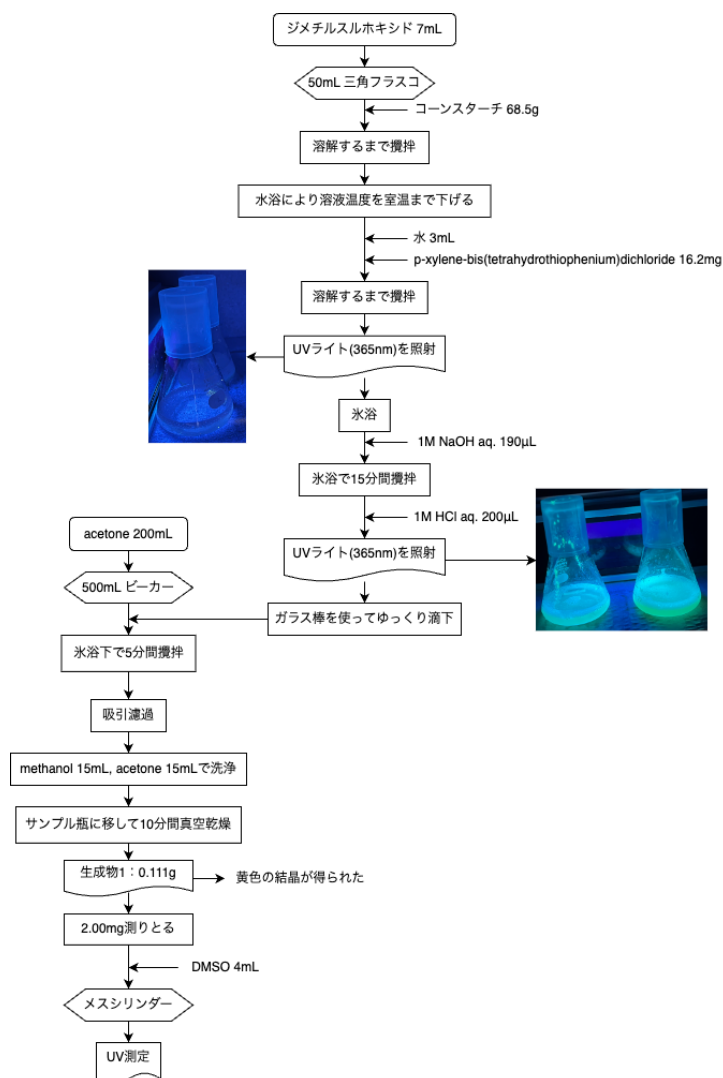 ジメチルスルホキシド 7mL
50mL 三角フラスコ
コーンスターチ 68.5g
溶解するまで攪拌
水浴により溶液温度を室温まで下げる
水 3mL
p-xylene-bis(tetrahydrothiophenium)dichloride 16.2mg
溶解するまで攪拌
UVライト(365nm)を照射
氷浴
1M NaOH aq. 190μL
氷浴で15分間攪拌
1M HCl aq. 200μL
UVライト(365nm)を照射
ガラス棒を使ってゆっくり滴下
acetone 200mL
500mL ビーカー
氷浴下で5分間攪拌
吸引濾過
methanol 15mL, acetone 15mLで洗浄
サンプル瓶に移して10分間真空乾燥
生成物1：0.111g
黄色の結晶が得られた
2.00mg測りとる
DMSO 4mL
メスシリンダー
UV測定